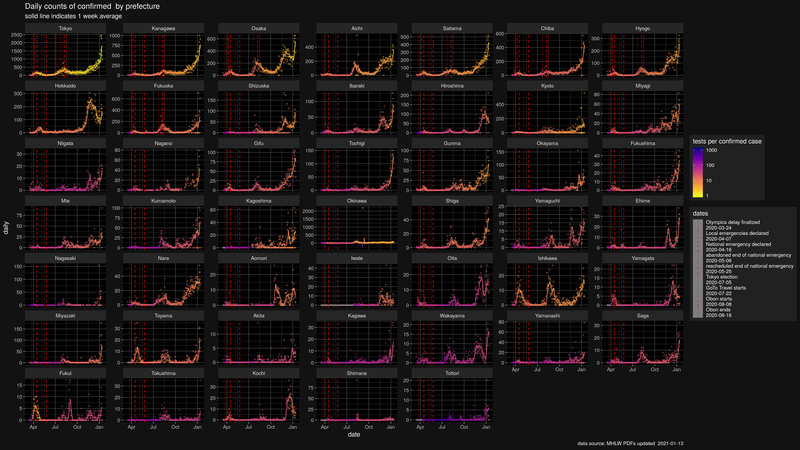 Daily counts of confirmed by prefecture
solid line indicates 1 week average
Tokyo Kanagawa Osaka Aichi Saitama Chiba Hyogo
Hokkaido Fukuoka Shizuoka Ibaraki Hiroshima Kyoto Miyagi
Niigata Nagano Gifu Tochigi Gunma Okayama Fukushima
Mie Kumamoto Kagoshima Okinawa Shiga Yamaguchi Ehime
Nagasaki Nara Aomori Iwate Oita Ishikawa Yamagata
Miyazaki Toyama Akita Kagawa Wakayama Yamanashi Saga
Fukui Tokushima Kochi Shimane Tottori
daily
date
Apr Jul Oct Jan
tests per confirmed case
1000
100
10
1
dates
Olympics delay finalized
2020-03-24
Local emergencies declared
2020-04-07
National emergency declared
2020-04-16
abandoned end of national emergency
2020-05-06
rescheduled end of national emergency
2020-05-25
Tokyo election
2020-07-05
GoTo Travel starts
2020-07-22
Obon starts
2020-08-08
Obon ends
2020-08-16
data source: MHLW PDFs updated 2021-01-13